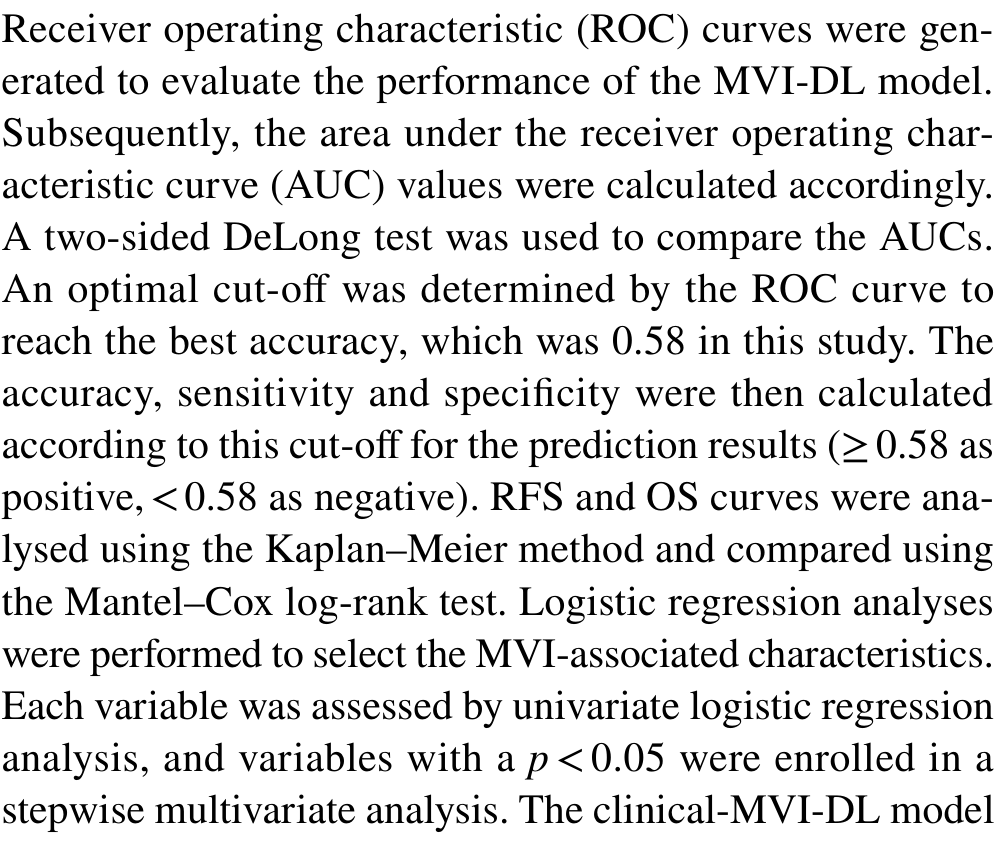 Receiver operating characteristic (ROC) curves were gen-
erated to evaluate the performance of the MVI-DL model.
Subsequently, the area under the receiver operating char-
acteristic curve (AUC) values were calculated accordingly.
A two-sided DeLong test was used to compare the AUCs.
An optimal cut-off was determined by the ROC curve to
reach the best accuracy, which was 0.58 in this study. The
accuracy, sensitivity and specificity were then calculated
according to this cut-off for the prediction results (≥ 0.58 as
positive, < 0.58 as negative). RFS and OS curves were ana-
lysed using the Kaplan–Meier method and compared using
the Mantel–Cox log-rank test. Logistic regression analyses
were performed to select the MVI-associated characteristics.
Each variable was assessed by univariate logistic regression
analysis, and variables with a p < 0.05 were enrolled in a
stepwise multivariate analysis. The clinical-MVI-DL model